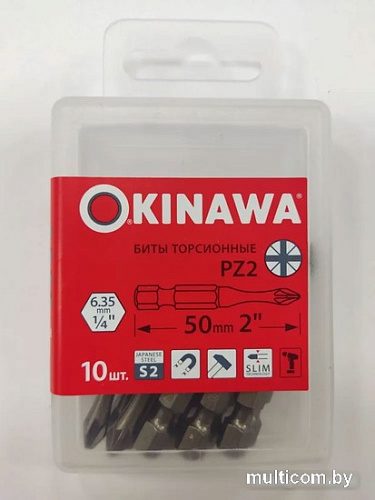 OKINAWA®
БИТЫ ТОРСИОННЫЕ
PZ2
6.35
mm
1/4"
50mm 2"
10 шт.
JAPANESE
STEEL
S2
SLIM
TECHNOLOGY
multicom.by